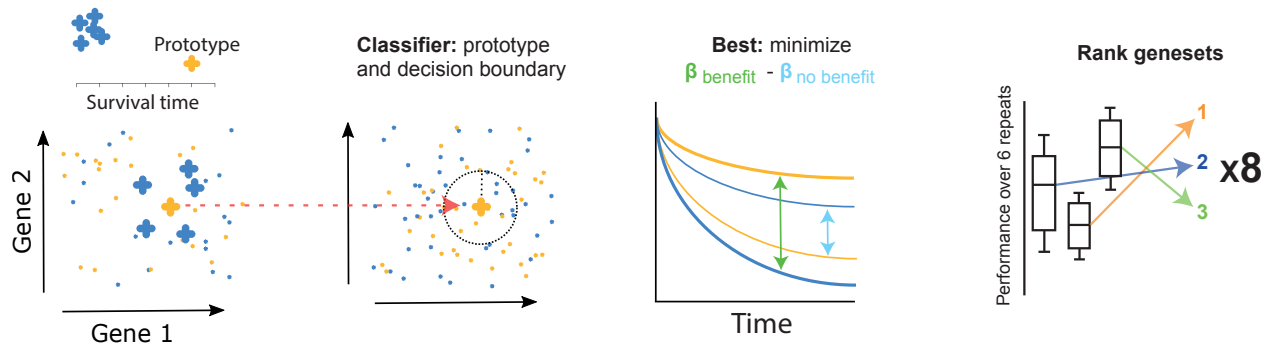 Prototype
Survival time
Gene 2
Gene 1
Classifier: prototype
and decision boundary
Best: minimize
β benefit - β no benefit
Time
Rank genesets
Performance over 6 repeats
1
2
3
x8